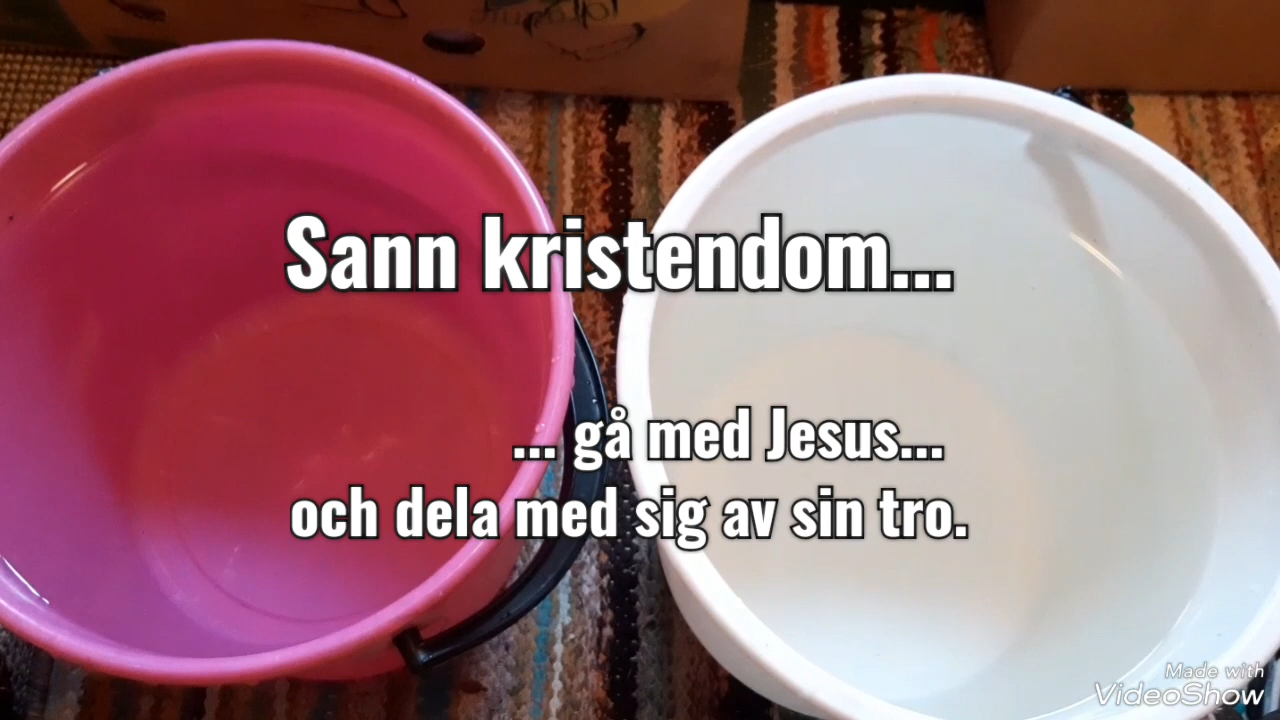 Sann kristendom...
... gå med Jesus...
och dela med sig av sin tro.
Made with
VideoShow